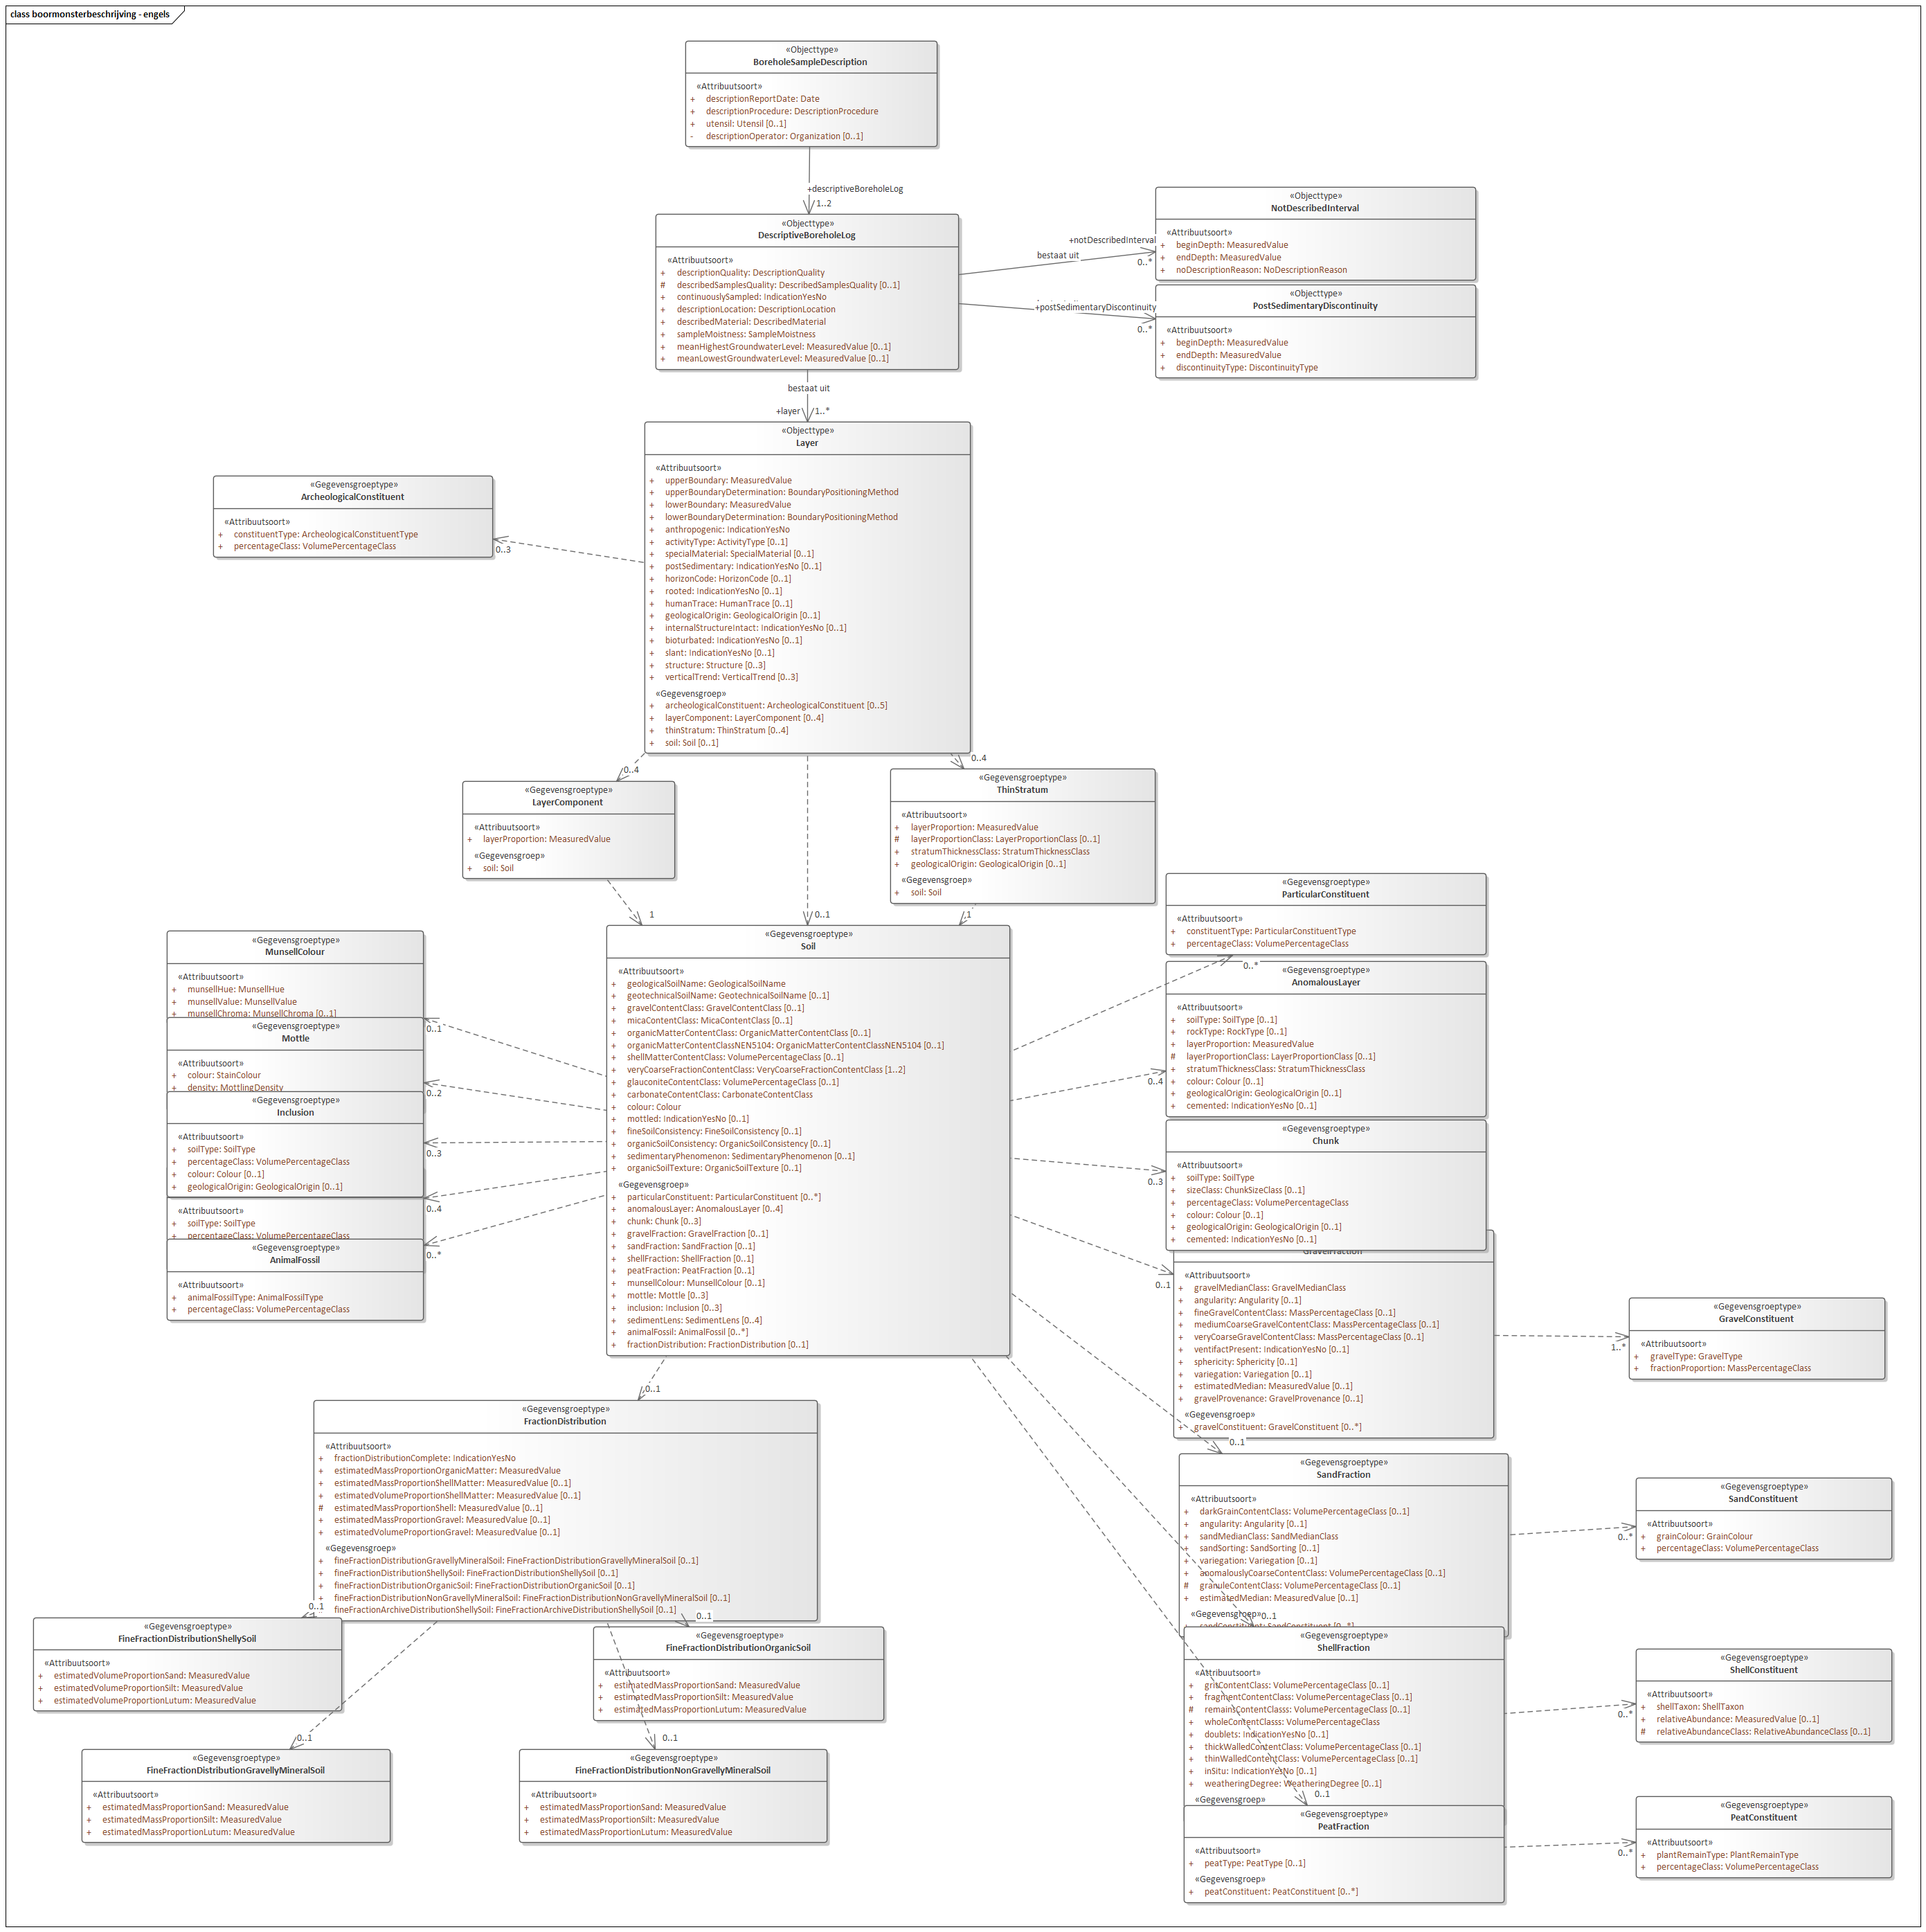 class boormonsterbeschrijving - engels
«Objecttype»
BoreholeSampleDescription
«Attribuutsoort»
+ descriptionReportDate: Date
+ descriptionProcedure: DescriptionProcedure
+ utensil: Utensil [0..1]
- descriptionOperator: Organization [0..1]
+descriptiveBoreholeLog
1..2
«Objecttype»
DescriptiveBoreholeLog
«Attribuutsoort»
+ descriptionQuality: DescriptionQuality
# describedSamplesQuality: DescribedSamplesQuality [0..1]
+ continuouslySampled: IndicationYesNo
+ descriptionLocation: DescriptionLocation
+ describedMaterial: DescribedMaterial
+ sampleMoistness: SampleMoistness
+ meanHighestGroundwaterLevel: MeasuredValue [0..1]
+ meanLowestGroundwaterLevel: MeasuredValue [0..1]
+notDescribedInterval
bestaat uit
0..*
+postSedimentaryDiscontinuity
0..*
«Objecttype»
NotDescribedInterval
«Attribuutsoort»
+ beginDepth: MeasuredValue
+ endDepth: MeasuredValue
+ noDescriptionReason: NoDescriptionReason
«Objecttype»
PostSedimentaryDiscontinuity
«Attribuutsoort»
+ beginDepth: MeasuredValue
+ endDepth: MeasuredValue
+ discontinuityType: DiscontinuityType
bestaat uit
+layer 1..*
«Objecttype»
Layer
«Attribuutsoort»
+ upperBoundary: MeasuredValue
+ upperBoundaryDetermination: BoundaryPositioningMethod
+ lowerBoundary: MeasuredValue
+ lowerBoundaryDetermination: BoundaryPositioningMethod
+ anthropogenic: IndicationYesNo
+ activityType: ActivityType [0..1]
+ specialMaterial: SpecialMaterial [0..1]
+ postSedimentary: IndicationYesNo [0..1]
+ horizonCode: HorizonCode [0..1]
+ rooted: IndicationYesNo [0..1]
+ humanTrace: HumanTrace [0..1]
+ geologicalOrigin: GeologicalOrigin [0..1]
+ internalStructureIntact: IndicationYesNo [0..1]
+ bioturbated: IndicationYesNo [0..1]
+ slant: IndicationYesNo [0..1]
+ structure: Structure [0..3]
+ verticalTrend: VerticalTrend [0..3]
«Gegevensgroep»
+ archeologicalConstituent: ArcheologicalConstituent [0..5]
+ layerComponent: LayerComponent [0..4]
+ thinStratum: ThinStratum [0..4]
+ soil: Soil [0..1]
«Gegevensgroeptype»
ArcheologicalConstituent
«Attribuutsoort»
+ constituentType: ArcheologicalConstituentType
+ percentageClass: VolumePercentageClass
0..3
0..4
0..4
«Gegevensgroeptype»
LayerComponent
«Attribuutsoort»
+ layerProportion: MeasuredValue
«Gegevensgroep»
+ soil: Soil
«Gegevensgroeptype»
ThinStratum
«Attribuutsoort»
+ layerProportion: MeasuredValue
# layerProportionClass: LayerProportionClass [0..1]
+ stratumThicknessClass: StratumThicknessClass
+ geologicalOrigin: GeologicalOrigin [0..1]
«Gegevensgroep»
+ soil: Soil
1
0..1
1
«Gegevensgroeptype»
Soil
«Attribuutsoort»
+ geologicalSoilName: GeologicalSoilName
+ geotechnicalSoilName: GeotechnicalSoilName [0..1]
+ gravelContentClass: GravelContentClass [0..1]
+ micaContentClass: MicaContentClass [0..1]
+ organicMatterContentClass: OrganicMatterContentClass [0..1]
+ organicMatterContentClassNEN5104: OrganicMatterContentClassNEN5104 [0..1]
+ shellMatterContentClass: VolumePercentageClass [0..1]
+ veryCoarseFractionContentClass: VeryCoarseFractionContentClass [1..2]
+ glauconiteContentClass: VolumePercentageClass [0..1]
+ carbonateContentClass: CarbonateContentClass
+ colour: Colour
+ mottled: IndicationYesNo [0..1]
+ fineSoilConsistency: FineSoilConsistency [0..1]
+ organicSoilConsistency: OrganicSoilConsistency [0..1]
+ sedimentaryPhenomenon: SedimentaryPhenomenon [0..1]
+ organicSoilTexture: OrganicSoilTexture [0..1]
«Gegevensgroep»
+ particularConstituent: ParticularConstituent [0..*]
+ anomalousLayer: AnomalousLayer [0..4]
+ chunk: Chunk [0..3]
+ gravelFraction: GravelFraction [0..1]
+ sandFraction: SandFraction [0..1]
+ shellFraction: ShellFraction [0..1]
+ peatFraction: PeatFraction [0..1]
+ munsellColour: MunsellColour [0..1]
+ mottle: Mottle [0..3]
+ inclusion: Inclusion [0..3]
+ sedimentLens: SedimentLens [0..4]
+ animalFossil: AnimalFossil [0..*]
+ fractionDistribution: FractionDistribution [0..1]
«Gegevensgroeptype»
MunsellColour
«Attribuutsoort»
+ munsellHue: MunsellHue
+ munsellValue: MunsellValue
+ munsellChroma: MunsellChroma [0..1]
0..1
«Gegevensgroeptype»
Mottle
«Attribuutsoort»
+ colour: StainColour
+ density: MottlingDensity
0..2
«Gegevensgroeptype»
Inclusion
«Attribuutsoort»
+ soilType: SoilType
+ percentageClass: VolumePercentageClass
+ colour: Colour [0..1]
+ geologicalOrigin: GeologicalOrigin [0..1]
0..3
0..4
«Attribuutsoort»
+ soilType: SoilType
+ percentageClass: VolumePercentageClass
«Gegevensgroeptype»
AnimalFossil
«Attribuutsoort»
+ animalFossilType: AnimalFossilType
+ percentageClass: VolumePercentageClass
0..*
«Gegevensgroeptype»
ParticularConstituent
«Attribuutsoort»
+ constituentType: ParticularConstituentType
+ percentageClass: VolumePercentageClass
0..*
«Gegevensgroeptype»
AnomalousLayer
«Attribuutsoort»
+ soilType: SoilType [0..1]
+ rockType: RockType [0..1]
+ layerProportion: MeasuredValue
# layerProportionClass: LayerProportionClass [0..1]
+ stratumThicknessClass: StratumThicknessClass
+ colour: Colour [0..1]
+ geologicalOrigin: GeologicalOrigin [0..1]
+ cemented: IndicationYesNo [0..1]
0..4
«Gegevensgroeptype»
Chunk
«Attribuutsoort»
+ soilType: SoilType
+ sizeClass: ChunkSizeClass [0..1]
+ percentageClass: VolumePercentageClass
+ colour: Colour [0..1]
+ geologicalOrigin: GeologicalOrigin [0..1]
+ cemented: IndicationYesNo [0..1]
0..3
GravelFraction
«Attribuutsoort»
+ gravelMedianClass: GravelMedianClass
+ angularity: Angularity [0..1]
+ fineGravelContentClass: MassPercentageClass [0..1]
+ mediumCoarseGravelContentClass: MassPercentageClass [0..1]
+ veryCoarseGravelContentClass: MassPercentageClass [0..1]
+ ventifactPresent: IndicationYesNo [0..1]
+ sphericity: Sphericity [0..1]
+ variegation: Variegation [0..1]
+ estimatedMedian: MeasuredValue [0..1]
+ gravelProvenance: GravelProvenance [0..1]
«Gegevensgroep»
+ gravelConstituent: GravelConstituent [0..*]
0..1
«Gegevensgroeptype»
GravelConstituent
«Attribuutsoort»
+ gravelType: GravelType
+ fractionProportion: MassPercentageClass
1..*
0..1
«Gegevensgroeptype»
SandFraction
«Attribuutsoort»
+ darkGrainContentClass: VolumePercentageClass [0..1]
+ angularity: Angularity [0..1]
+ sandMedianClass: SandMedianClass
+ sandSorting: SandSorting [0..1]
+ variegation: Variegation [0..1]
+ anomalouslyCoarseContentClass: VolumePercentageClass [0..1]
# granuleContentClass: VolumePercentageClass [0..1]
+ estimatedMedian: MeasuredValue [0..1]
«Gegevensgroep»
+ sandConstituent: SandConstituent [0..*]
0..1
«Gegevensgroeptype»
SandConstituent
«Attribuutsoort»
+ grainColour: GrainColour
+ percentageClass: VolumePercentageClass
0..*
«Gegevensgroeptype»
ShellFraction
«Attribuutsoort»
+ gritContentClass: VolumePercentageClass [0..1]
+ fragmentContentClass: VolumePercentageClass [0..1]
# remainsContentClasss: VolumePercentageClass [0..1]
+ wholeContentClasss: VolumePercentageClass
+ doublets: IndicationYesNo [0..1]
+ thickWalledContentClass: VolumePercentageClass [0..1]
+ thinWalledContentClass: VolumePercentageClass [0..1]
+ inSitu: IndicationYesNo [0..1]
+ weatheringDegree: WeatheringDegree [0..1]
«Gegevensgroep»
0..1
«Gegevensgroeptype»
ShellConstituent
«Attribuutsoort»
+ shellTaxon: ShellTaxon
+ relativeAbundance: MeasuredValue [0..1]
# relativeAbundanceClass: RelativeAbundanceClass [0..1]
0..*
«Gegevensgroeptype»
PeatFraction
«Attribuutsoort»
+ peatType: PeatType [0..1]
«Gegevensgroep»
+ peatConstituent: PeatConstituent [0..*]
«Gegevensgroeptype»
PeatConstituent
«Attribuutsoort»
+ plantRemainType: PlantRemainType
+ percentageClass: VolumePercentageClass
0..*
0..1
«Gegevensgroeptype»
FractionDistribution
«Attribuutsoort»
+ fractionDistributionComplete: IndicationYesNo
+ estimatedMassProportionOrganicMatter: MeasuredValue
+ estimatedMassProportionShellMatter: MeasuredValue [0..1]
+ estimatedVolumeProportionShellMatter: MeasuredValue [0..1]
# estimatedMassProportionShell: MeasuredValue [0..1]
+ estimatedMassProportionGravel: MeasuredValue [0..1]
+ estimatedVolumeProportionGravel: MeasuredValue [0..1]
«Gegevensgroep»
+ fineFractionDistributionGravellyMineralSoil: FineFractionDistributionGravellyMineralSoil [0..1]
+ fineFractionDistributionShellySoil: FineFractionDistributionShellySoil [0..1]
+ fineFractionDistributionOrganicSoil: FineFractionDistributionOrganicSoil [0..1]
+ fineFractionDistributionNonGravellyMineralSoil: FineFractionDistributionNonGravellyMineralSoil [0..1]
fineFractionArchiveDistributionShellySoil: FineFractionArchiveDistributionShellySoil [0..1]
0..1
0..1
«Gegevensgroeptype»
FineFractionDistributionShellySoil
«Attribuutsoort»
+ estimatedVolumeProportionSand: MeasuredValue
+ estimatedVolumeProportionSilt: MeasuredValue
+ estimatedVolumeProportionLutum: MeasuredValue
«Gegevensgroeptype»
FineFractionDistributionOrganicSoil
«Attribuutsoort»
+ estimatedMassProportionSand: MeasuredValue
+ estimatedMassProportionSilt: MeasuredValue
+ estimatedMassProportionLutum: MeasuredValue
0..1
0..1
«Gegevensgroeptype»
FineFractionDistributionGravellyMineralSoil
«Attribuutsoort»
+ estimatedMassProportionSand: MeasuredValue
+ estimatedMassProportionSilt: MeasuredValue
+ estimatedMassProportionLutum: MeasuredValue
«Gegevensgroeptype»
FineFractionDistributionNonGravellyMineralSoil
«Attribuutsoort»
+ estimatedMassProportionSand: MeasuredValue
+ estimatedMassProportionSilt: MeasuredValue
+ estimatedMassProportionLutum: MeasuredValue